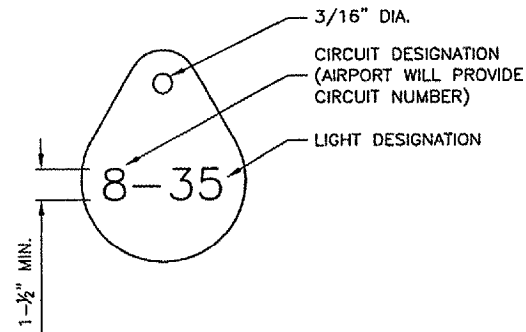 3/16" DIA.
CIRCUIT DESIGNATION
(AIRPORT WILL PROVIDE
CIRCUIT NUMBER)
LIGHT DESIGNATION
8-35
1-½" MIN.